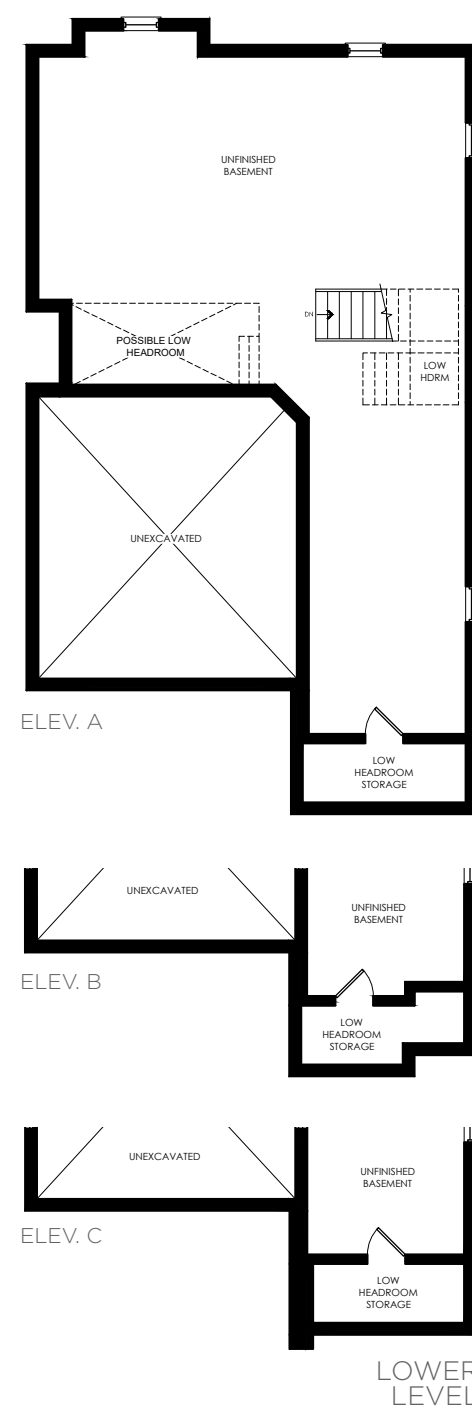 UNFINISHED
BASEMENT
DN
POSSIBLE LOW
HEADROOM
LOW
HDRM
UNEXCAVATED
ELEV. A
LOW
HEADROOM
STORAGE
UNEXCAVATED
UNFINISHED
BASEMENT
ELEV. B
LOW
HEADROOM
STORAGE
UNEXCAVATED
UNFINISHED
BASEMENT
ELEV. C
LOW
HEADROOM
STORAGE
LOWER
LEVEL